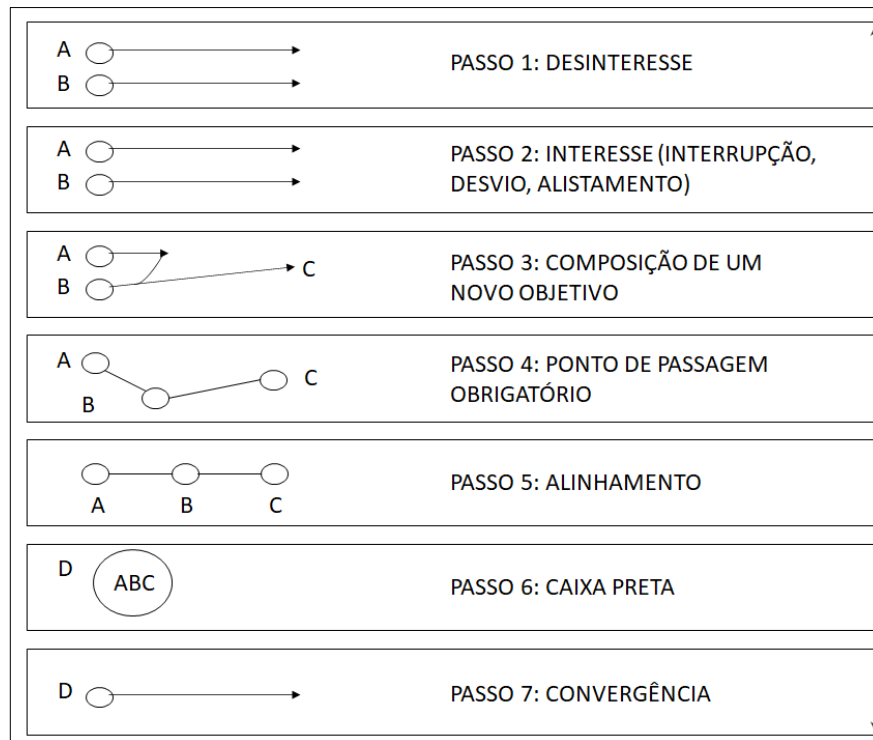 A
B
PASSO 1: DESINTERESSE
A
B
PASSO 2: INTERESSE (INTERRUPÇÃO,
DESVIO, ALISTAMENTO)
A
B
C
PASSO 3: COMPOSIÇÃO DE UM
NOVO OBJETIVO
A
B
C
PASSO 4: PONTO DE PASSAGEM
OBRIGATÓRIO
A B C
PASSO 5: ALINHAMENTO
D
ABC
PASSO 6: CAIXA PRETA
D
PASSO 7: CONVERGÊNCIA